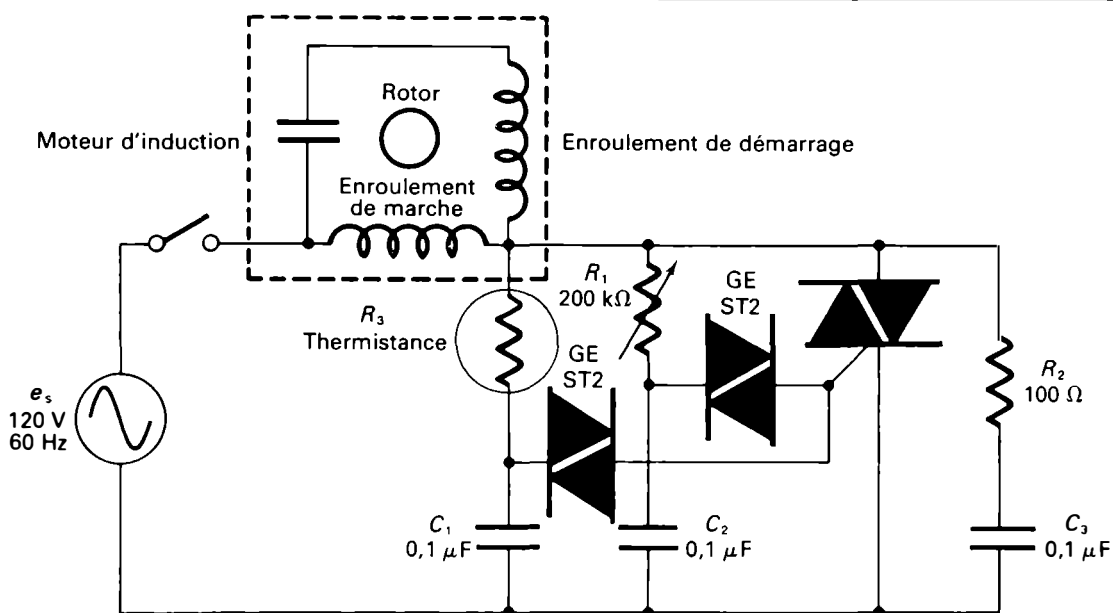 Rotor
Moteur d'induction
Enroulement de démarrage
Enroulement
de marche
R₃
Thermistance
R₁
200 kΩ
GE
ST2
GE
ST2
R₂
100 Ω
eₛ
120 V
60 Hz
C₁
0,1 μF
C₂
0,1 μF
C₃
0,1 μF